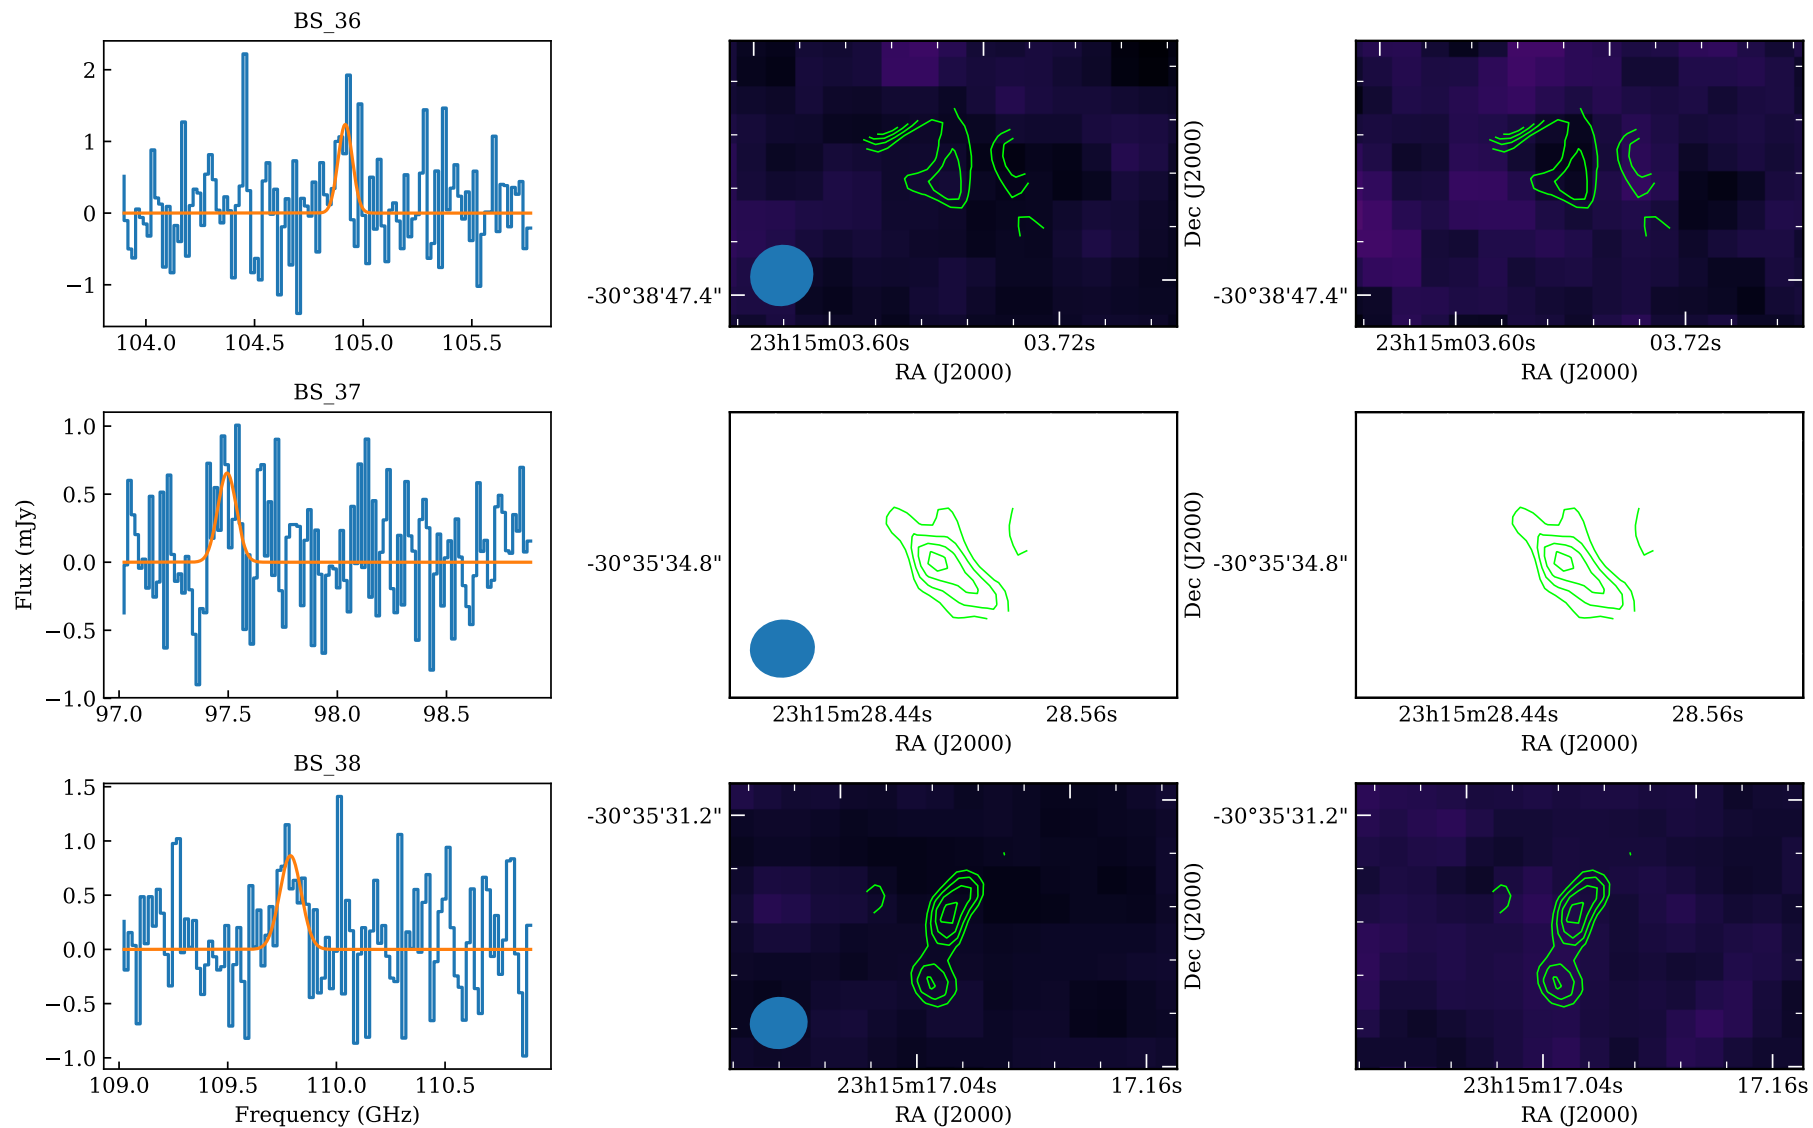 BS_36
2
1
0
−1
104.0 104.5 105.0 105.5
-30°38'47.4"
23h15m03.60s 03.72s
RA (J2000)
Dec (J2000)
-30°38'47.4"
23h15m03.60s 03.72s
RA (J2000)
BS_37
Flux (mJy)
1.0
0.5
0.0
−0.5
−1.0
97.0 97.5 98.0 98.5
-30°35'34.8"
23h15m28.44s 28.56s
RA (J2000)
Dec (J2000)
-30°35'34.8"
23h15m28.44s 28.56s
RA (J2000)
BS_38
1.5
1.0
0.5
0.0
−0.5
−1.0
109.0 109.5 110.0 110.5
Frequency (GHz)
-30°35'31.2"
23h15m17.04s 17.16s
RA (J2000)
Dec (J2000)
-30°35'31.2"
23h15m17.04s 17.16s
RA (J2000)